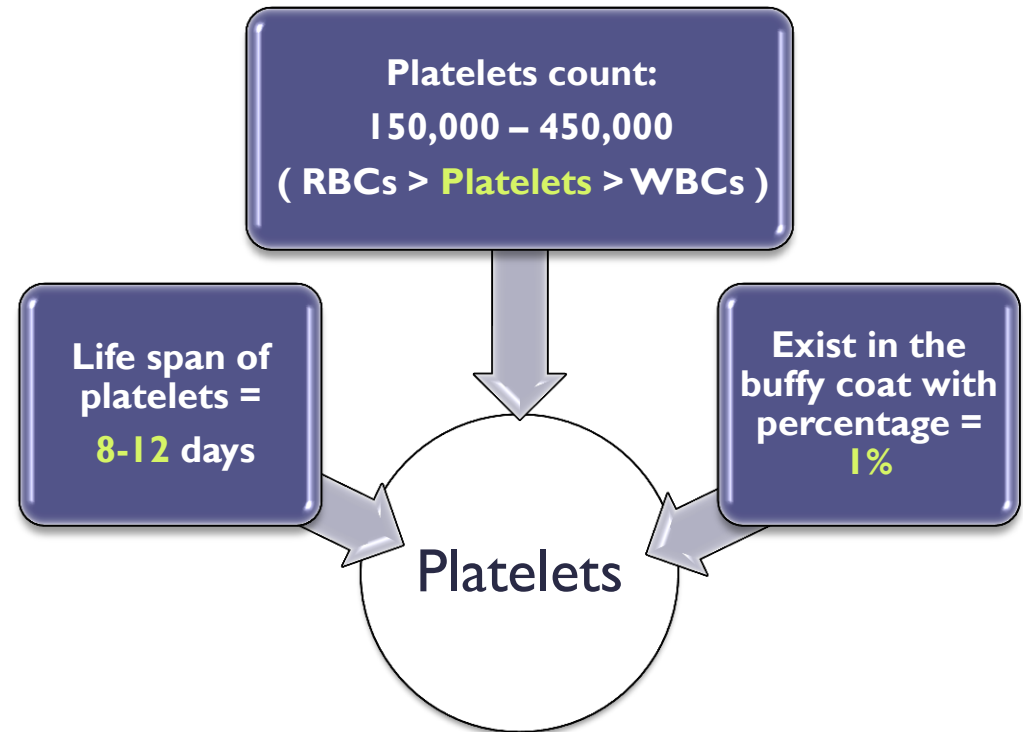 Platelets count:
150,000 – 450,000
( RBCs > Platelets > WBCs )
Life span of
platelets =
8-12 days
Exist in the
buffy coat with
percentage =
1%
Platelets